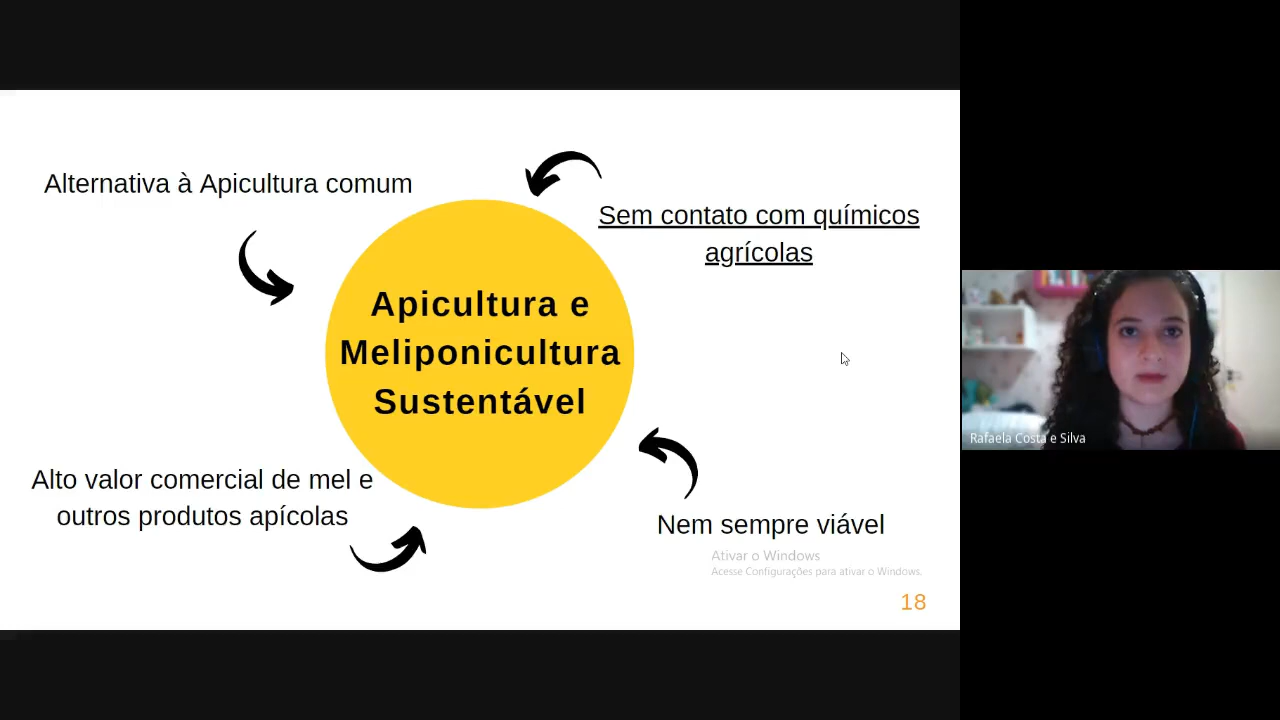 Alternativa à Apicultura comum
Sem contato com químicos
agrícolas
Apicultura e
Meliponicultura
Sustentável
Alto valor comercial de mel e
outros produtos apícolas
Nem sempre viável
Ativar o Windows
Acesse Configurações para ativar o Windows.
18
Rafaela Costa e Silva